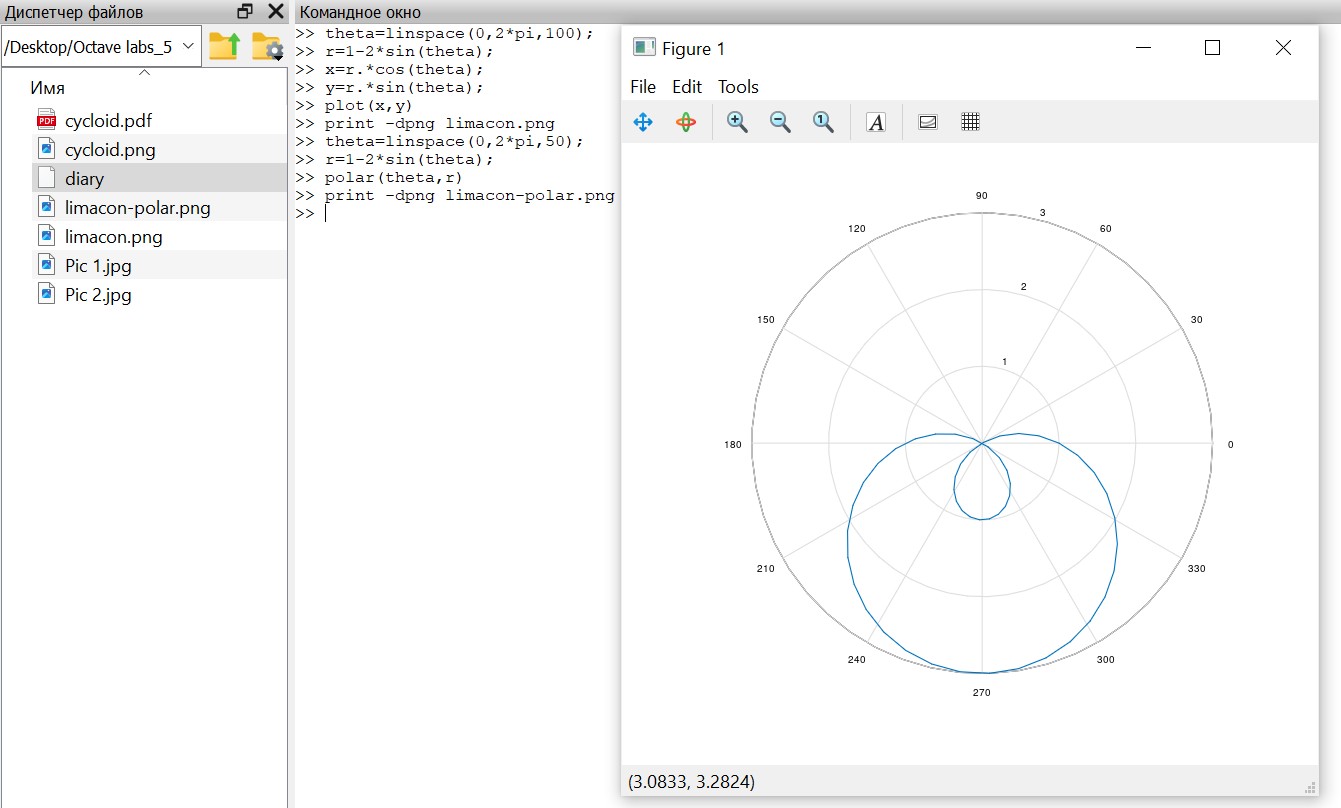 Диспетчер файлов
/Desktop/Octave labs_5
Имя
cycloid.pdf
cycloid.png
diary
limacon-polar.png
limacon.png
Pic 1.jpg
Pic 2.jpg
Командное окно
>> theta=linspace(0,2*pi,100);
>> r=1-2*sin(theta);
>> x=r.*cos(theta);
>> y=r.*sin(theta);
>> plot(x,y)
>> print -dpng limacon.png
>> theta=linspace(0,2*pi,50);
>> r=1-2*sin(theta);
>> polar(theta,r)
>> print -dpng limacon-polar.png
>>
Figure 1
File Edit Tools
A
90
3
120
60
2
150
30
1
180
0
210
330
240
300
270
(3.0833, 3.2824)